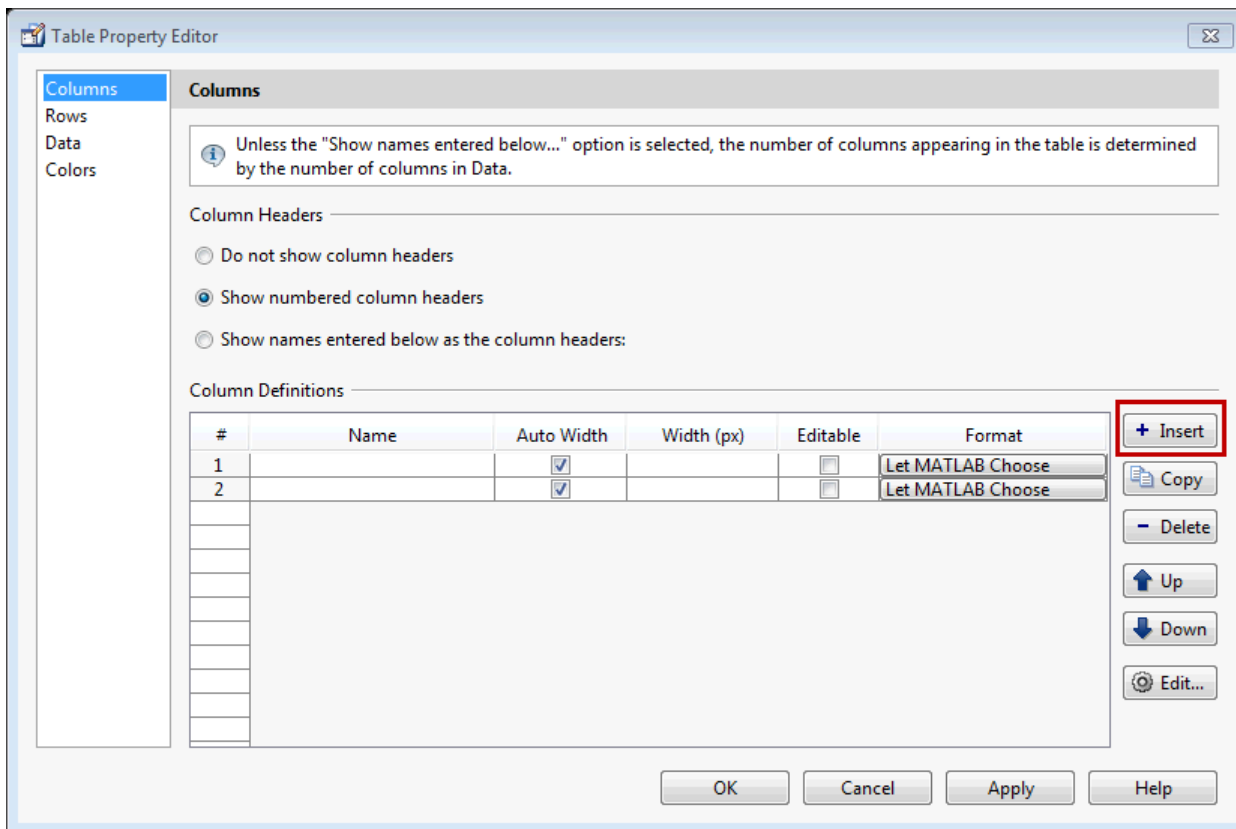 Table Property Editor
Columns
Rows
Data
Colors
Columns
Unless the "Show names entered below..." option is selected, the number of columns appearing in the table is determined
by the number of columns in Data.
Column Headers
Do not show column headers
Show numbered column headers
Show names entered below as the column headers:
Column Definitions
# Name Auto Width Width (px) Editable Format
1 Let MATLAB Choose
2 Let MATLAB Choose
+ Insert
Copy
- Delete
Up
Down
Edit...
OK Cancel Apply Help